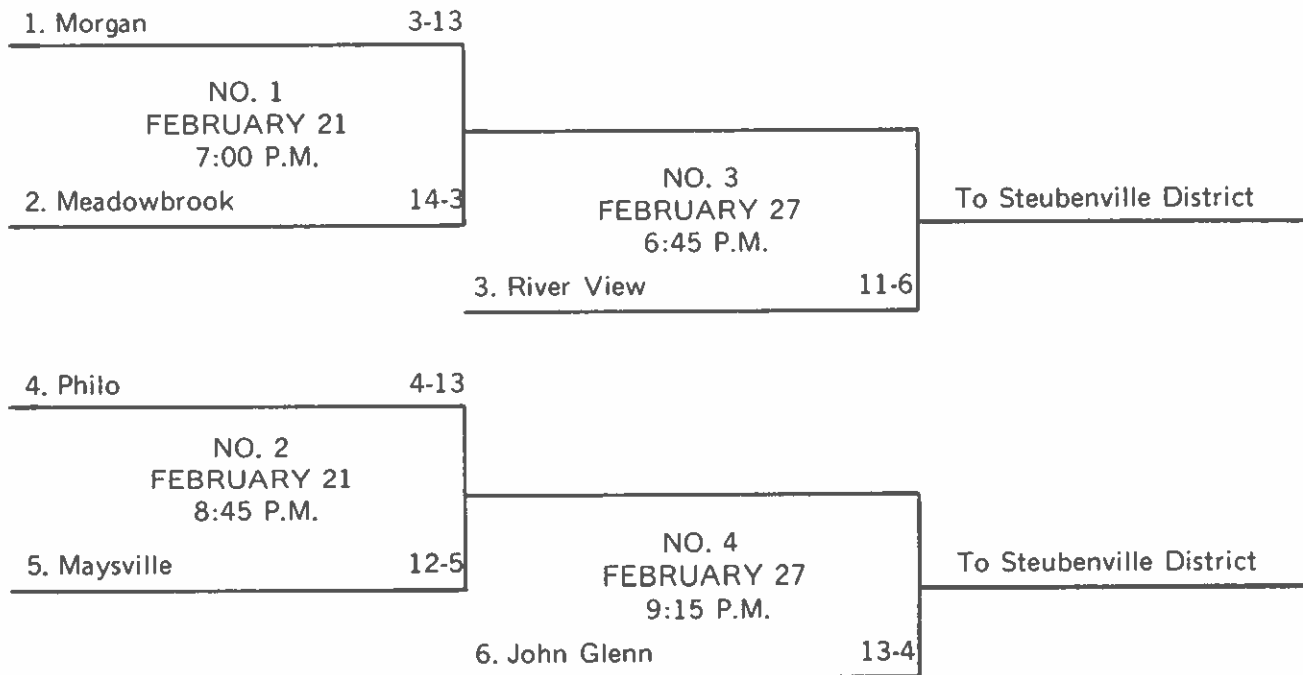 1. Morgan 3-13
NO. 1
FEBRUARY 21
7:00 P.M.
2. Meadowbrook 14-3
NO. 3
FEBRUARY 27
6:45 P.M.
3. River View 11-6
To Steubenville District
4. Philo 4-13
NO. 2
FEBRUARY 21
8:45 P.M.
5. Maysville 12-5
NO. 4
FEBRUARY 27
9:15 P.M.
6. John Glenn 13-4
To Steubenville District